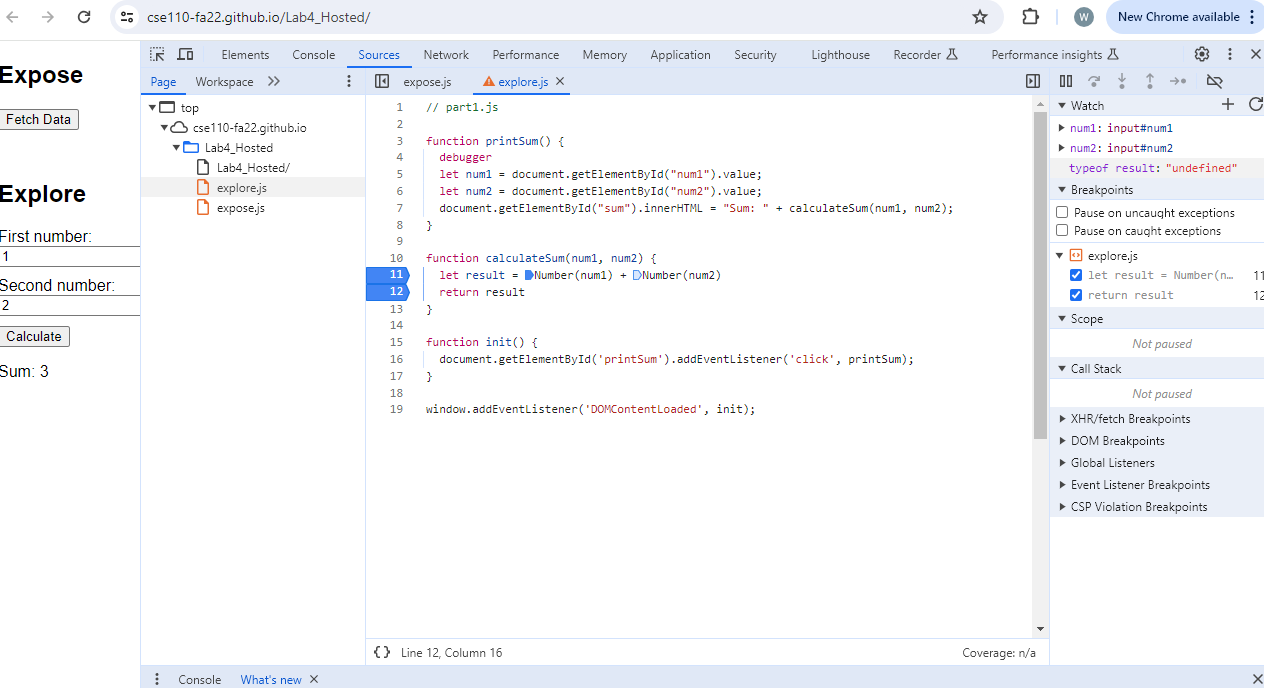 cse110-fa22.github.io/Lab4_Hosted/
W
New Chrome available
Expose
Fetch Data
Explore
First number:
1
Second number:
2
Calculate
Sum: 3
Elements Console Sources Network Performance Memory Application Security Lighthouse Recorder Performance insights
Page Workspace
top
cse110-fa22.github.io
Lab4_Hosted
Lab4_Hosted/
explore.js
expose.js
expose.js explore.js
1 // part1.js
2
3 function printSum() {
4 debugger
5 let num1 = document.getElementById("num1").value;
6 let num2 = document.getElementById("num2").value;
7 document.getElementById("sum").innerHTML = "Sum: " + calculateSum(num1, num2);
8 }
9
10 function calculateSum(num1, num2) {
11 let result = Number(num1) + Number(num2)
12 return result
13 }
14
15 function init() {
16 document.getElementById('printSum').addEventListener('click', printSum);
17 }
18
19 window.addEventListener('DOMContentLoaded', init);
{} Line 12, Column 16 Coverage: n/a
Watch
num1: input#num1
num2: input#num2
typeof result: "undefined"
Breakpoints
Pause on uncaught exceptions
Pause on caught exceptions
explore.js
let result = Number(n… 11
return result 12
Scope
Not paused
Call Stack
Not paused
XHR/fetch Breakpoints
DOM Breakpoints
Global Listeners
Event Listener Breakpoints
CSP Violation Breakpoints
Console What's new